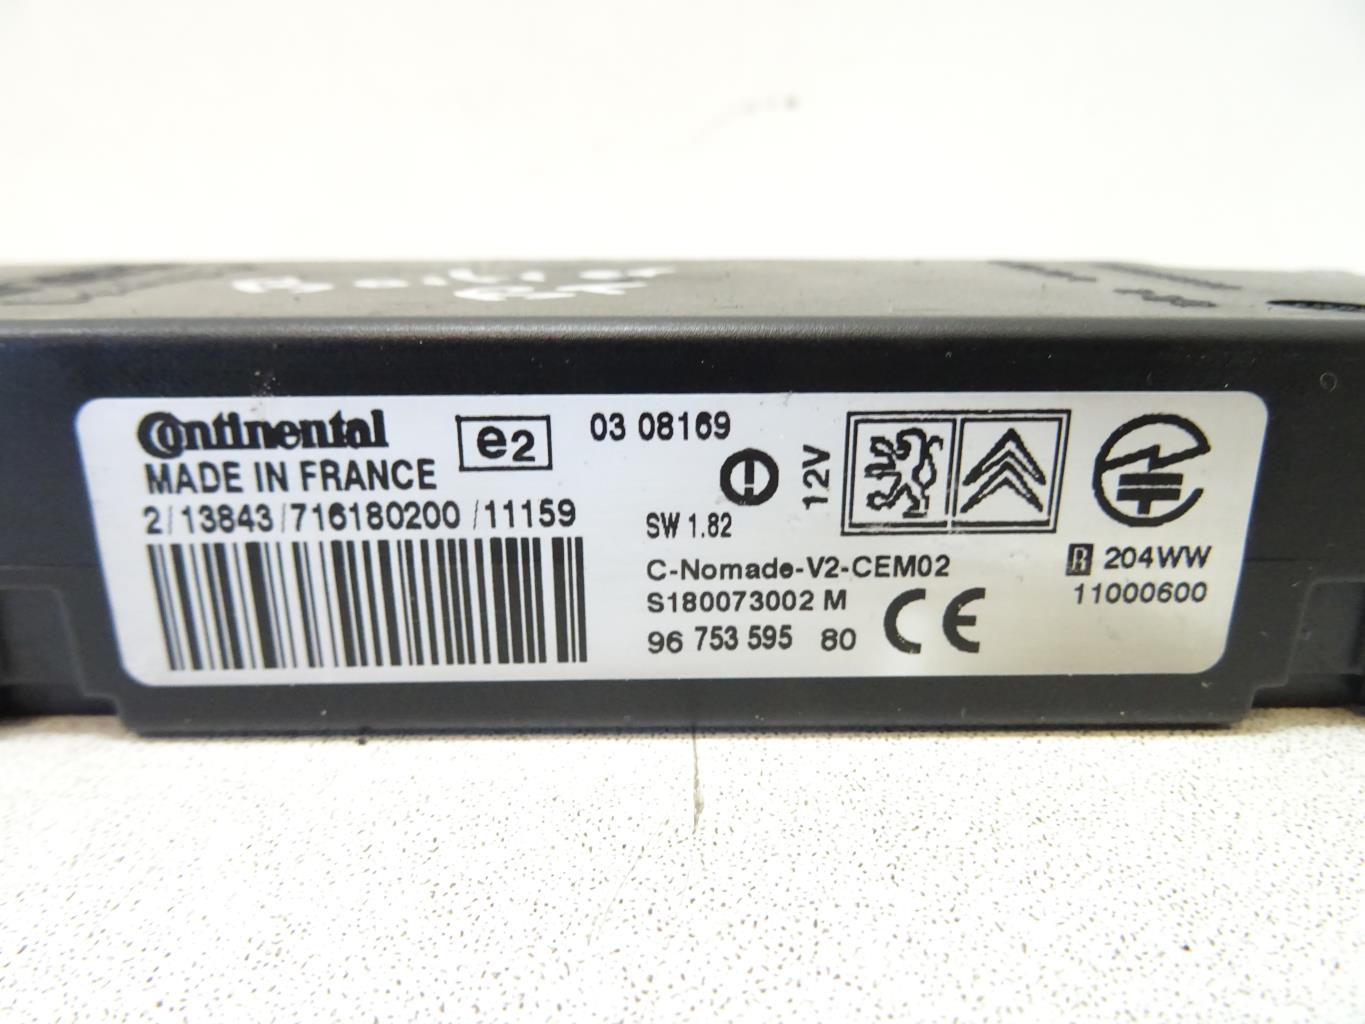 Continental
MADE IN FRANCE
e2
03 08169
12V
2/13843/716180200/11159
SW 1.82
C-Nomade-V2-CEM02
S180073002 M
96 753 595 80
CE
R 204WW
11000600